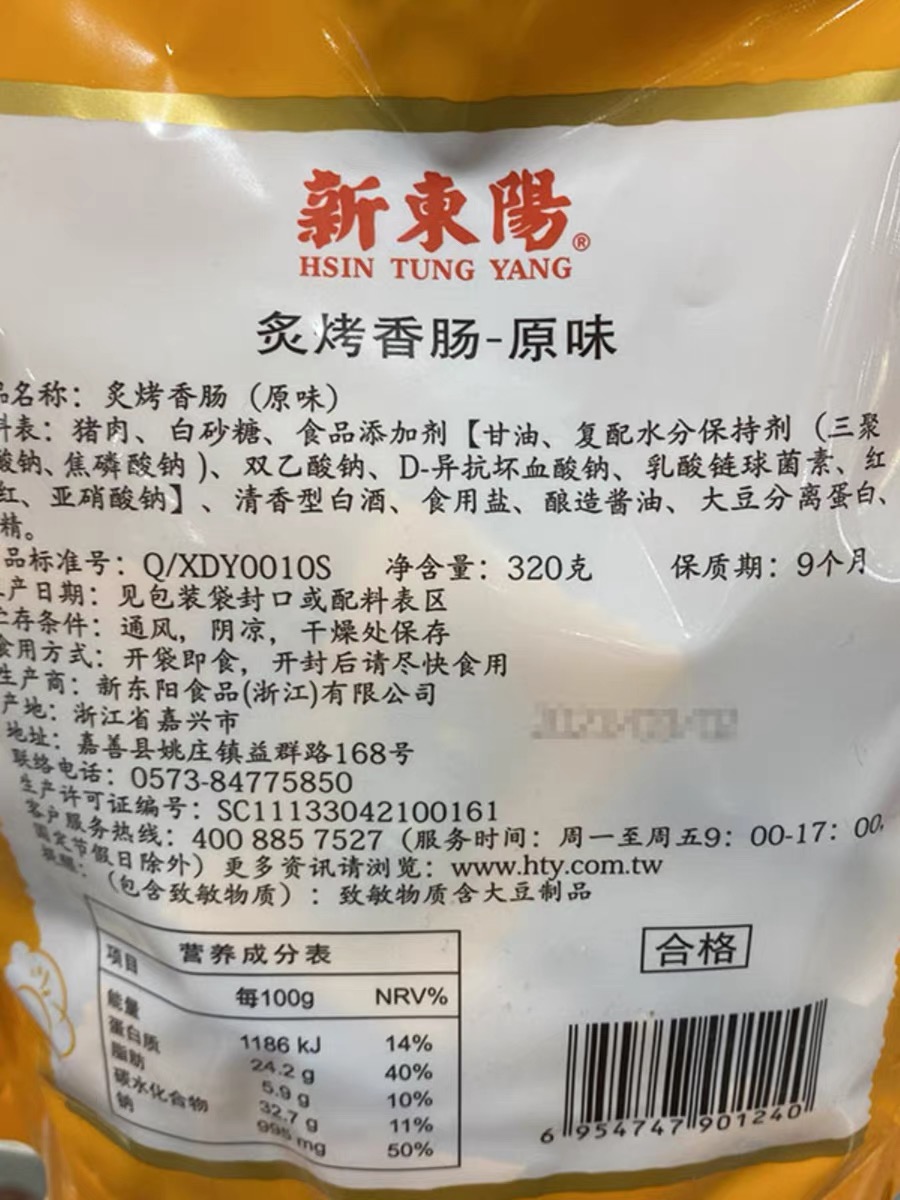 新東陽®
HSIN TUNG YANG
炙烤香肠-原味
品名称：炙烤香肠（原味）
料表：猪肉、白砂糖、食品添加剂【甘油、复配水分保持剂（三聚
酸钠、焦磷酸钠）、双乙酸钠、D-异抗坏血酸钠、乳酸链球菌素、红
红、亚硝酸钠】、清香型白酒、食用盐、酿造酱油、大豆分离蛋白、
精。
品标准号：Q/XDY0010S 净含量：320克 保质期：9个月
产日期：见包装袋封口或配料表区
存条件：通风，阴凉，干燥处保存
食用方式：开袋即食，开封后请尽快食用
生产商：新东阳食品(浙江)有限公司
产地：浙江省嘉兴市
地址：嘉善县姚庄镇益群路168号
联络电话：0573-84775850
生产许可证编号：SC11133042100161
客户服务热线：400 885 7527（服务时间：周一至周五9：00-17：00，
固定节假日除外）更多资讯请浏览：www.hty.com.tw
（包含致敏物质）：致敏物质含大豆制品
营养成分表
项目 每100g NRV%
能量 1186 kJ 14%
蛋白质 24.2 g 40%
脂肪 5.9 g 10%
碳水化合物 32.7 g 11%
钠 995 mg 50%
合格
6 954747 901240